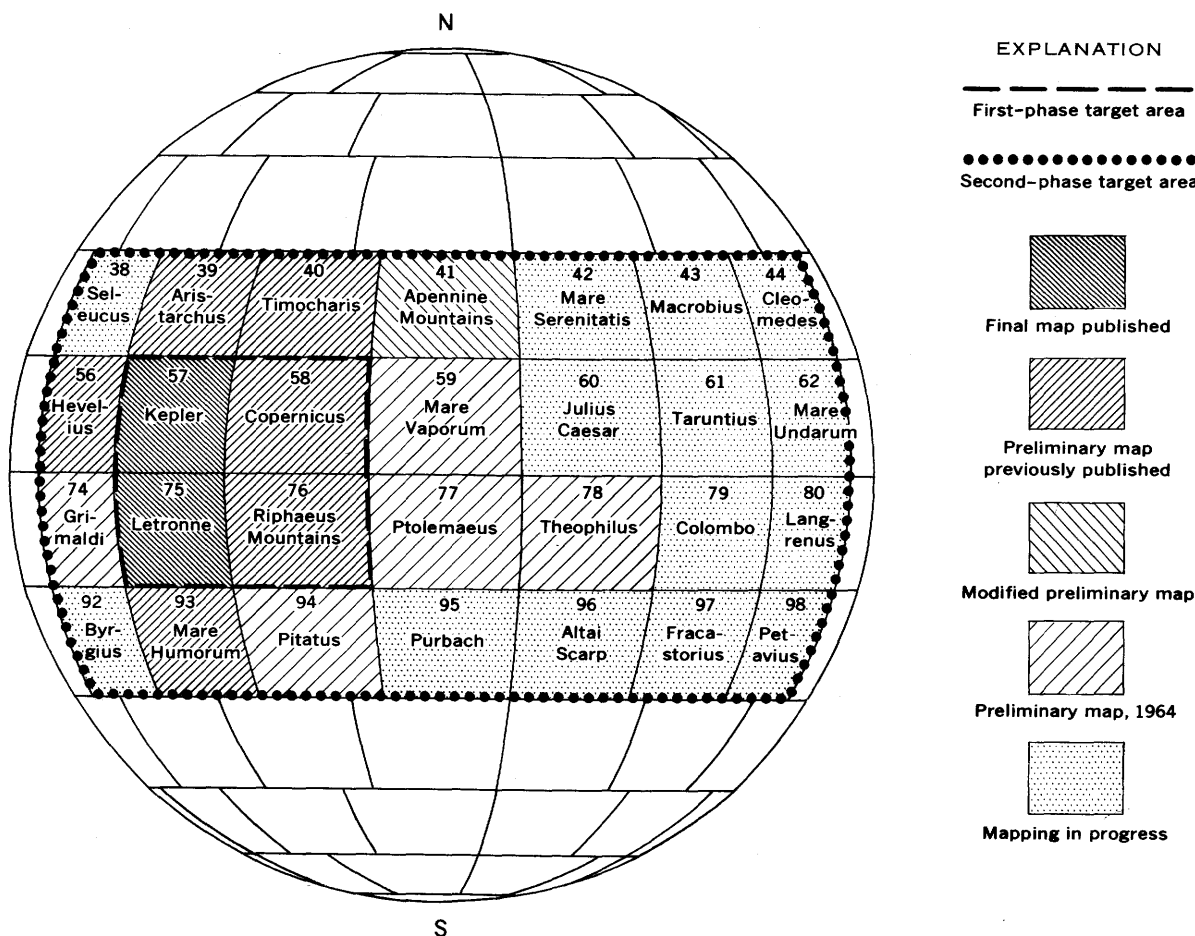 N
38
Sel-
eucus
39
Aris-
tarchus
40
Timocharis
41
Apennine
Mountains
42
Mare
Serenitatis
43
Macrobius
44
Cleo-
medes
56
Hevel-
ius
57
Kepler
58
Copernicus
59
Mare
Vaporum
60
Julius
Caesar
61
Taruntius
62
Mare
Undarum
74
Gri-
maldi
75
Letronne
76
Riphaeus
Mountains
77
Ptolemaeus
78
Theophilus
79
Colombo
80
Lang-
renus
92
Byr-
gius
93
Mare
Humorum
94
Pitatus
95
Purbach
96
Altai
Scarp
97
Fraca-
storius
98
Pet-
avius
S
EXPLANATION
First-phase target area
Second-phase target area
Final map published
Preliminary map
previously published
Modified preliminary map
Preliminary map, 1964
Mapping in progress